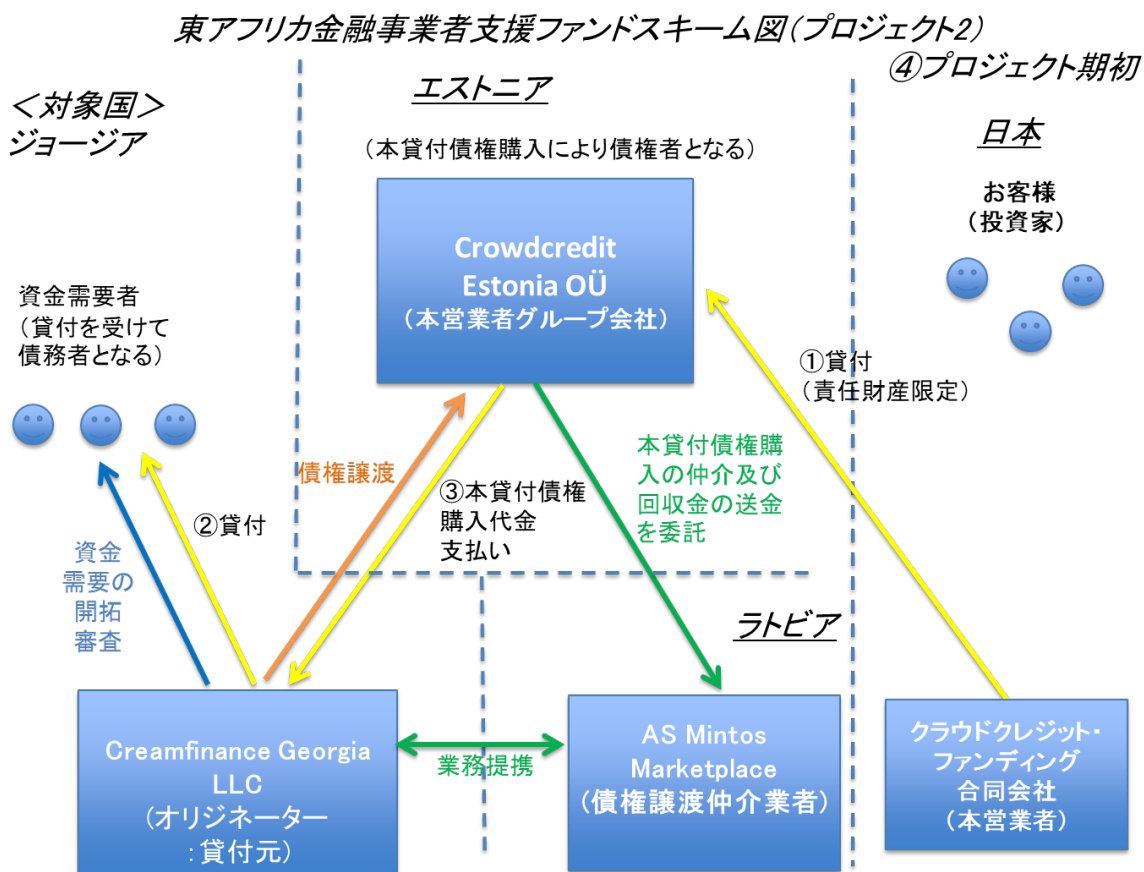 東アフリカ金融事業者支援ファンドスキーム図(プロジェクト2)
④プロジェクト期初
<対象国>
ジョージア
エストニア
日本
(本貸付債権購入により債権者となる)
お客様
(投資家)
Crowdcredit
Estonia OÜ
(本営業者グループ会社)
資金需要者
(貸付を受けて
債務者となる)
①貸付
(責任財産限定)
債権譲渡
③本貸付債権
購入代金
支払い
本貸付債権購
入の仲介及び
回収金の送金
を委託
②貸付
資金
需要の
開拓
審査
ラトビア
Creamfinance Georgia
LLC
(オリジネーター
:貸付元)
業務提携
AS Mintos
Marketplace
(債権譲渡仲介業者)
クラウドクレジット・
ファンディング
合同会社
(本営業者)